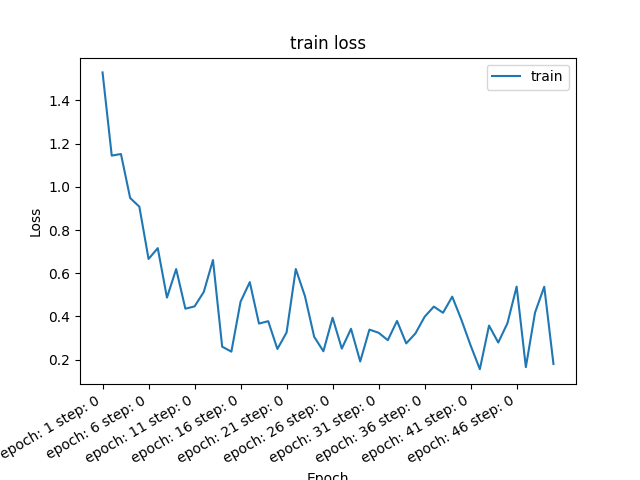 train loss
train
Loss
1.4
1.2
1.0
0.8
0.6
0.4
0.2
epoch: 1 step: 0
epoch: 6 step: 0
epoch: 11 step: 0
epoch: 16 step: 0
epoch: 21 step: 0
epoch: 26 step: 0
epoch: 31 step: 0
epoch: 36 step: 0
epoch: 41 step: 0
epoch: 46 step: 0
Epoch